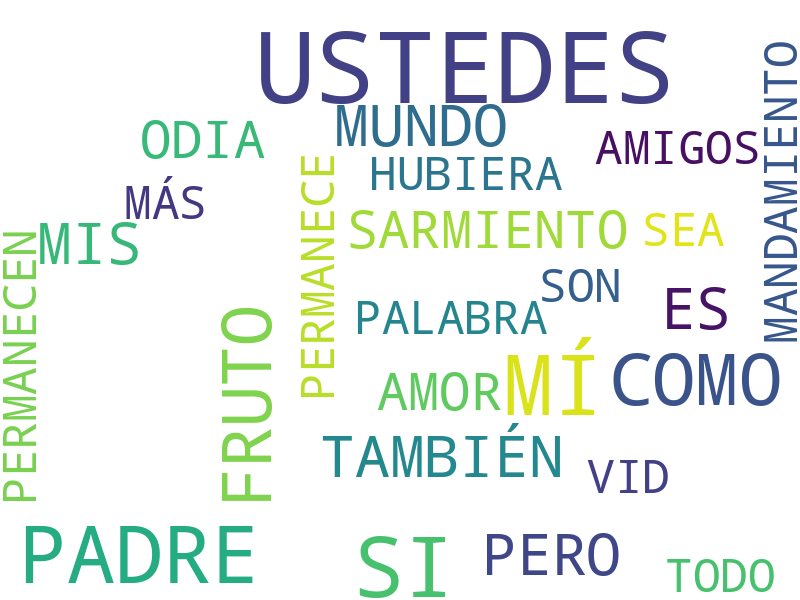 USTEDES
MUNDO
ODIA
AMIGOS
MANDAMIENTO
HUBIERA
MÁS
PERMANECE
SARMIENTO
SEA
MIS
PERMANECEN
SON
ES
PALABRA
FRUTO
MÍ
COMO
AMOR
TAMBIÉN
VID
PADRE
SI
PERO
TODO